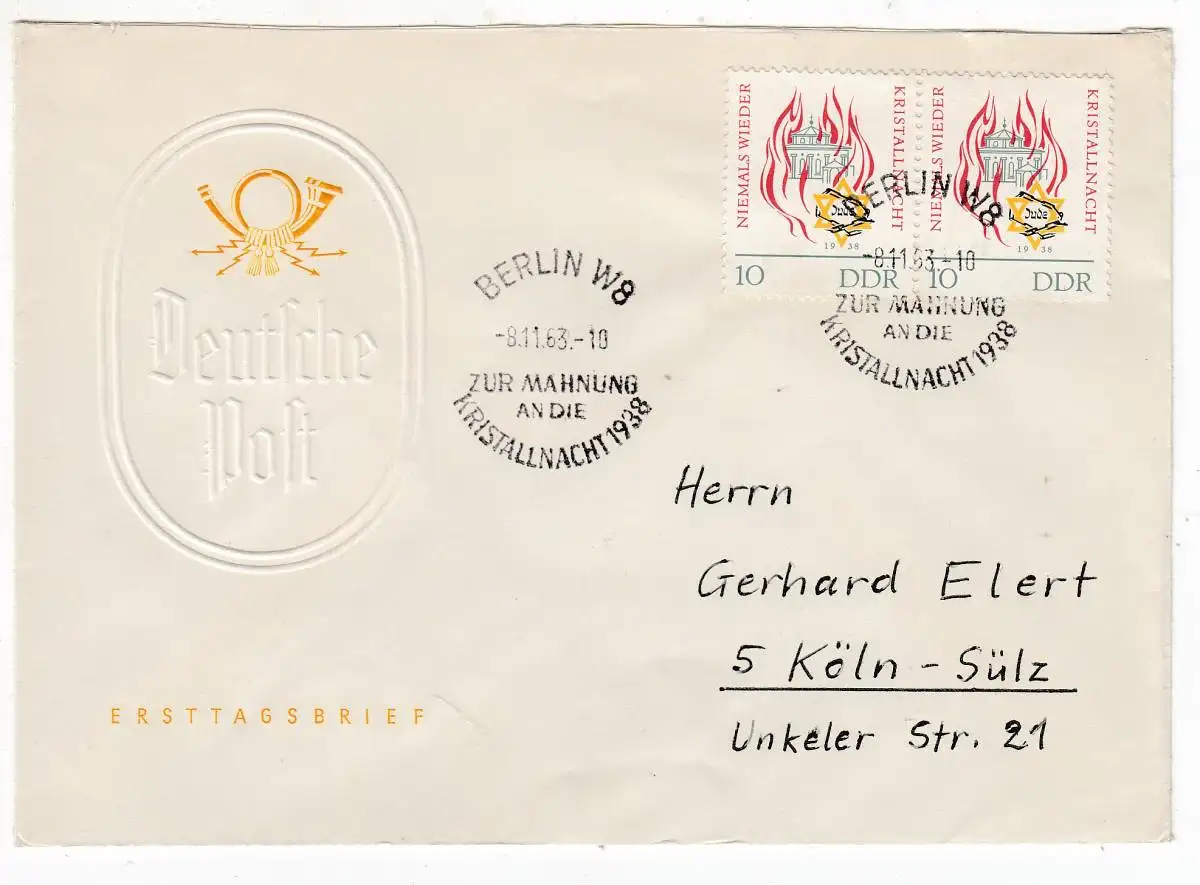 Deutsche
Post
ERSTTAGSBRIEF
BERLIN W8
-8.11.63.-10
ZUR MAHNUNG
AN DIE
KRISTALLNACHT 1938
NIEMALS WIEDER
KRISTALLNACHT
Jude
1938
10 DDR
NIEMALS WIEDER
KRISTALLNACHT
Jude
1938
10 DDR
BERLIN W8
-8.11.63.-10
ZUR MAHNUNG
AN DIE
KRISTALLNACHT 1938
Herrn
Gerhard Elert
5 Köln - Sülz
Unkeler Str. 21